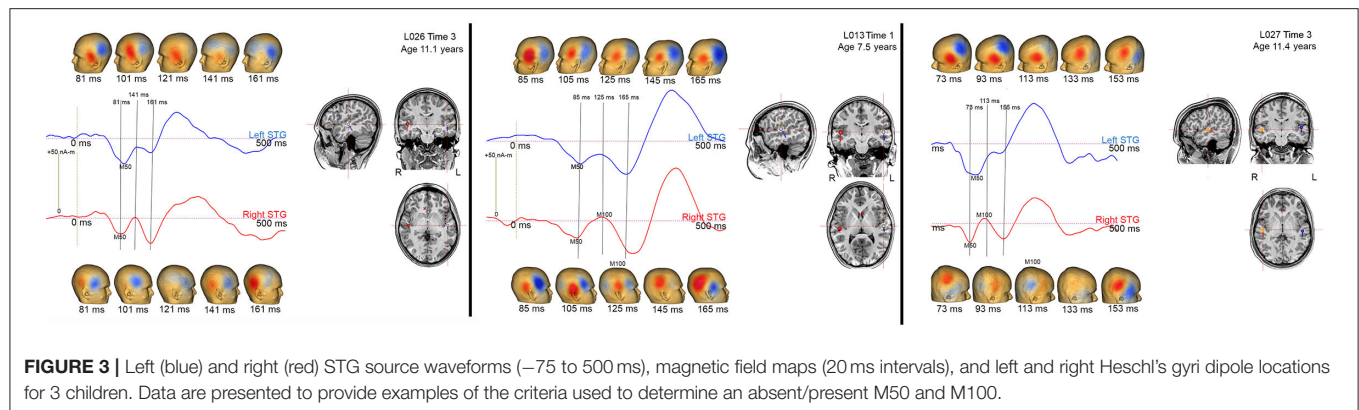 L026 Time 3
Age 11.1 years
81 ms 101 ms 121 ms 141 ms 161 ms
141 ms
81 ms 161 ms
Left STG
0 ms 500 ms
M50
+50 nA-m
R L
Right STG
0 0 ms 500 ms
M50
81 ms 101 ms 121 ms 141 ms 161 ms
L013 Time 1
Age 7.5 years
85 ms 105 ms 125 ms 145 ms 165 ms
85 ms 125 ms 165 ms
Left STG
500 ms
M50
+50 nA-m
R L
M100 Right STG
0 0 ms 500 ms
M50
M100
85 ms 105 ms 125 ms 145 ms 165 ms
L027 Time 3
Age 11.4 years
73 ms 93 ms 113 ms 133 ms 153 ms
113 ms
Left STG
ms 500 ms
M50
R L
M100 Right STG
ms 500 ms
M50
M100
73 ms 93 ms 113 ms 133 ms 153 ms
FIGURE 3 | Left (blue) and right (red) STG source waveforms (−75 to 500 ms), magnetic field maps (20 ms intervals), and left and right Heschl's gyri dipole locations
for 3 children. Data are presented to provide examples of the criteria used to determine an absent/present M50 and M100.